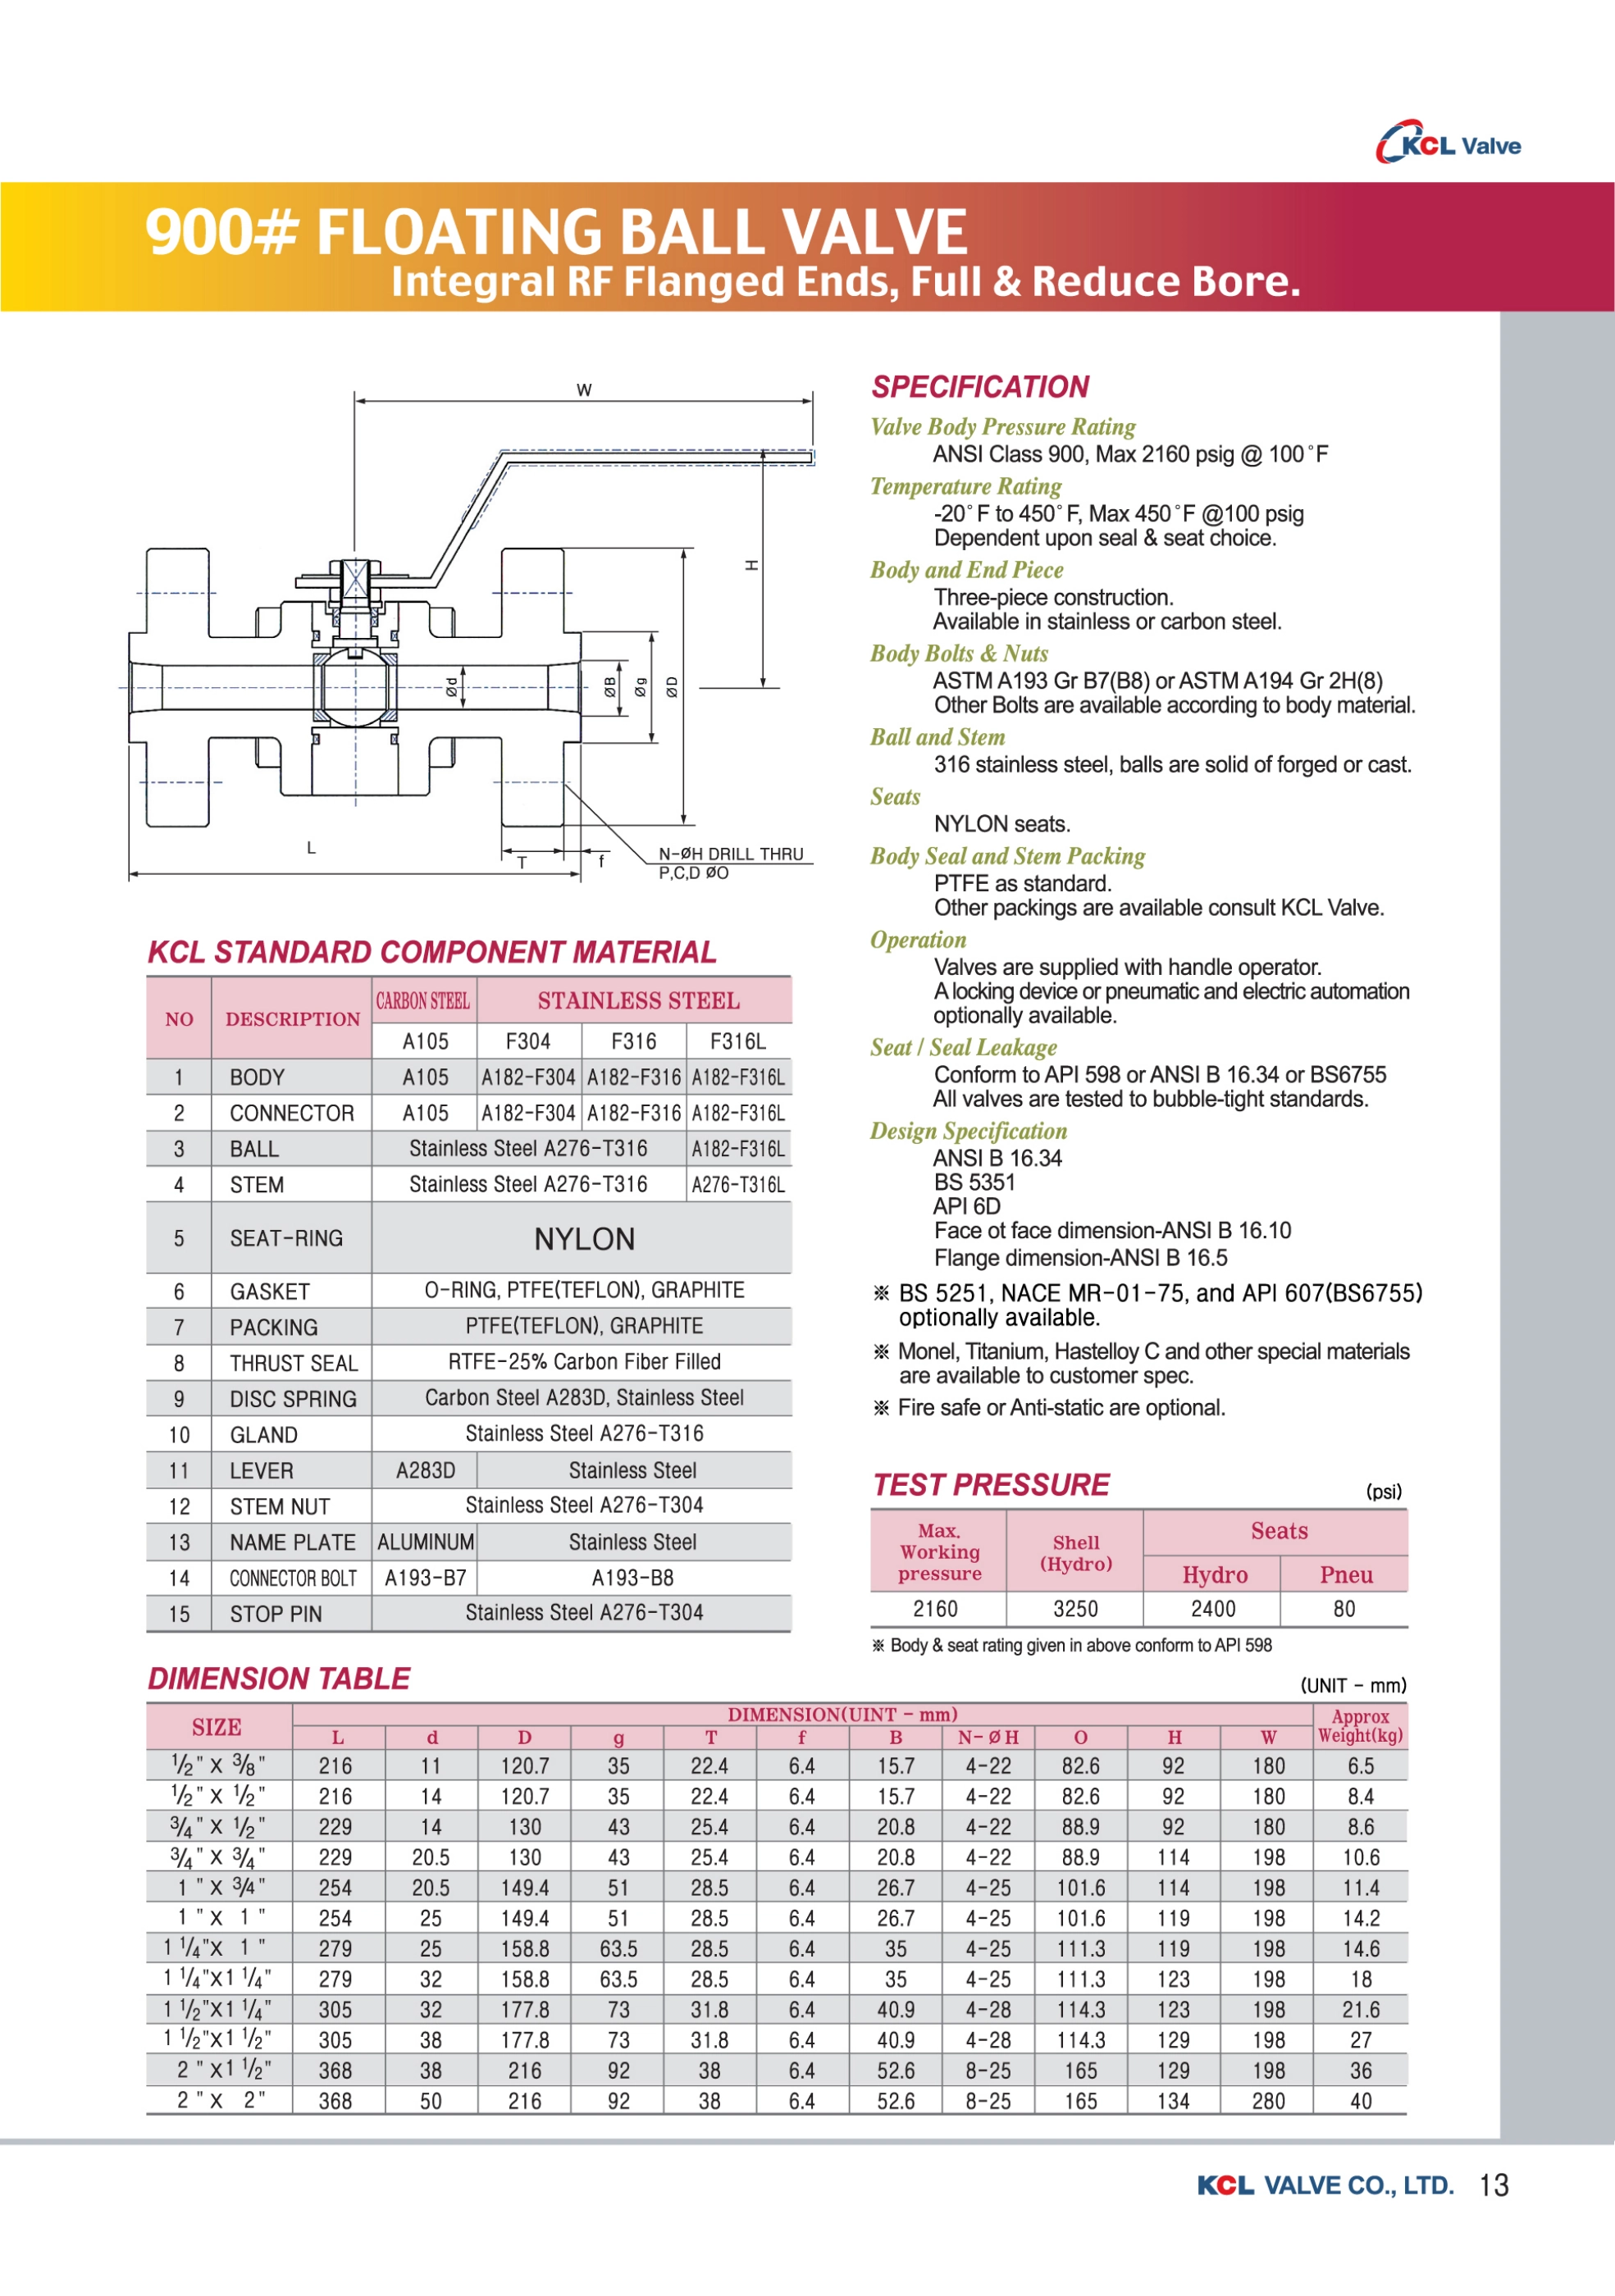 KCL Valve
900# FLOATING BALL VALVE
Integral RF Flanged Ends, Full & Reduce Bore.
W
H
Ød
ØB
Øg
ØD
L
T
f
N-ØH DRILL THRU
P,C,D ØO
SPECIFICATION
Valve Body Pressure Rating
ANSI Class 900, Max 2160 psig @ 100°F
Temperature Rating
-20°F to 450°F, Max 450°F @100 psig
Dependent upon seal & seat choice.
Body and End Piece
Three-piece construction.
Available in stainless or carbon steel.
Body Bolts & Nuts
ASTM A193 Gr B7(B8) or ASTM A194 Gr 2H(8)
Other Bolts are available according to body material.
Ball and Stem
316 stainless steel, balls are solid of forged or cast.
Seats
NYLON seats.
Body Seal and Stem Packing
PTFE as standard.
Other packings are available consult KCL Valve.
Operation
Valves are supplied with handle operator.
A locking device or pneumatic and electric automation
optionally available.
Seat / Seal Leakage
Conform to API 598 or ANSI B 16.34 or BS6755
All valves are tested to bubble-tight standards.
Design Specification
ANSI B 16.34
BS 5351
API 6D
Face ot face dimension-ANSI B 16.10
Flange dimension-ANSI B 16.5
※ BS 5251, NACE MR-01-75, and API 607(BS6755)
optionally available.
※ Monel, Titanium, Hastelloy C and other special materials
are available to customer spec.
※ Fire safe or Anti-static are optional.
KCL STANDARD COMPONENT MATERIAL
NO DESCRIPTION CARBON STEEL STAINLESS STEEL
A105 F304 F316 F316L
1 BODY A105 A182-F304 A182-F316 A182-F316L
2 CONNECTOR A105 A182-F304 A182-F316 A182-F316L
3 BALL Stainless Steel A276-T316 A182-F316L
4 STEM Stainless Steel A276-T316 A276-T316L
5 SEAT-RING NYLON
6 GASKET O-RING, PTFE(TEFLON), GRAPHITE
7 PACKING PTFE(TEFLON), GRAPHITE
8 THRUST SEAL RTFE-25% Carbon Fiber Filled
9 DISC SPRING Carbon Steel A283D, Stainless Steel
10 GLAND Stainless Steel A276-T316
11 LEVER A283D Stainless Steel
12 STEM NUT Stainless Steel A276-T304
13 NAME PLATE ALUMINUM Stainless Steel
14 CONNECTOR BOLT A193-B7 A193-B8
15 STOP PIN Stainless Steel A276-T304
TEST PRESSURE (psi)
Max. Working pressure Shell (Hydro) Seats
Hydro Pneu
2160 3250 2400 80
※ Body & seat rating given in above conform to API 598
DIMENSION TABLE (UNIT - mm)
SIZE DIMENSION(UINT - mm) Approx Weight(kg)
L d D g T f B N-ØH O H W
1/2" X 3/8" 216 11 120.7 35 22.4 6.4 15.7 4-22 82.6 92 180 6.5
1/2" X 1/2" 216 14 120.7 35 22.4 6.4 15.7 4-22 82.6 92 180 8.4
3/4" X 1/2" 229 14 130 43 25.4 6.4 20.8 4-22 88.9 92 180 8.6
3/4" X 3/4" 229 20.5 130 43 25.4 6.4 20.8 4-22 88.9 114 198 10.6
1" X 3/4" 254 20.5 149.4 51 28.5 6.4 26.7 4-25 101.6 114 198 11.4
1" X 1" 254 25 149.4 51 28.5 6.4 26.7 4-25 101.6 119 198 14.2
1 1/4"X 1" 279 25 158.8 63.5 28.5 6.4 35 4-25 111.3 119 198 14.6
1 1/4"X1 1/4" 279 32 158.8 63.5 28.5 6.4 35 4-25 111.3 123 198 18
1 1/2"X1 1/4" 305 32 177.8 73 31.8 6.4 40.9 4-28 114.3 123 198 21.6
1 1/2"X1 1/2" 305 38 177.8 73 31.8 6.4 40.9 4-28 114.3 129 198 27
2" X1 1/2" 368 38 216 92 38 6.4 52.6 8-25 165 129 198 36
2" X 2" 368 50 216 92 38 6.4 52.6 8-25 165 134 280 40
KCL VALVE CO., LTD. 13